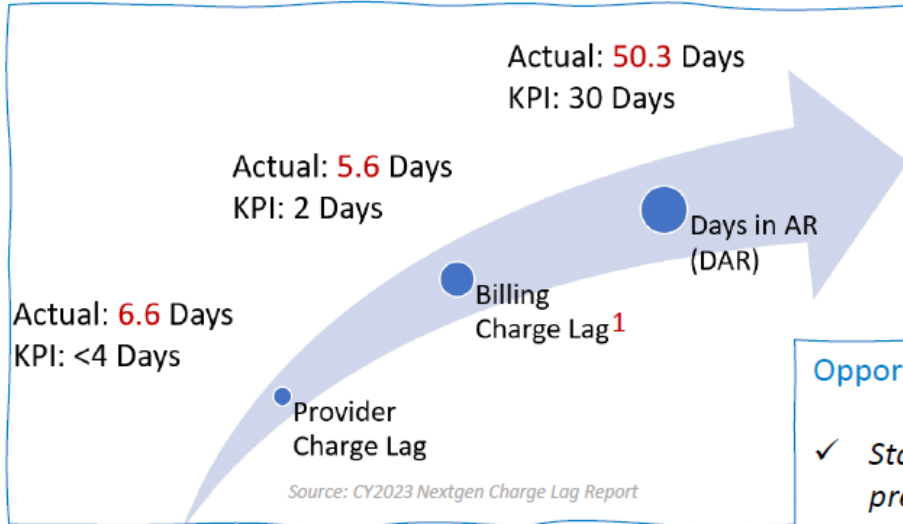 Actual: 50.3 Days
KPI: 30 Days
Actual: 5.6 Days
KPI: 2 Days
Days in AR
(DAR)
Billing
Charge Lag1
Actual: 6.6 Days
KPI: <4 Days
Provider
Charge Lag
Source: CY2023 Nextgen Charge Lag Report